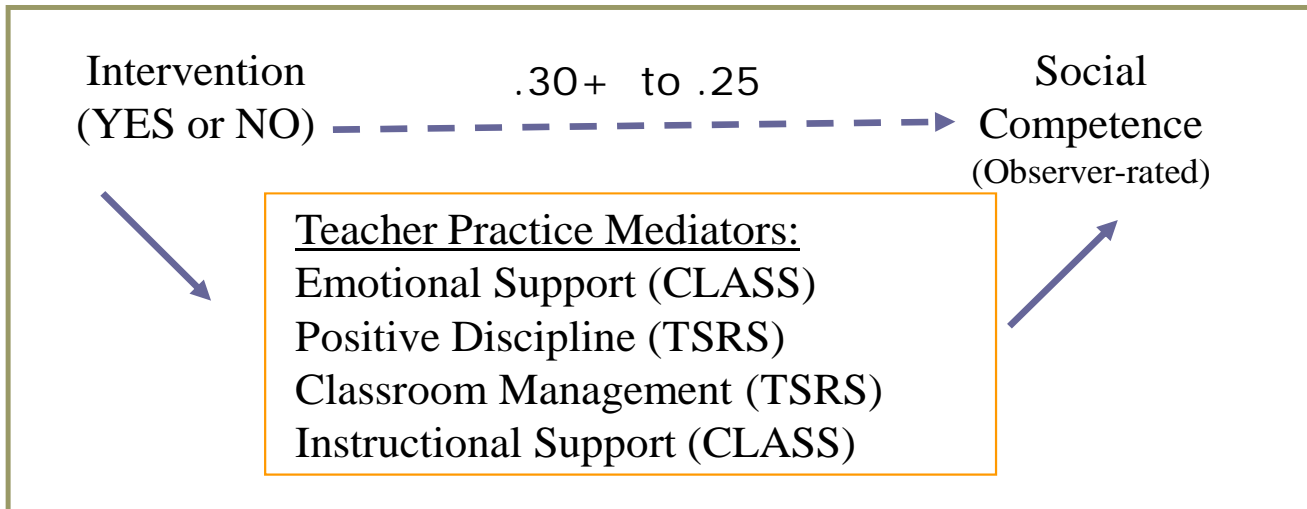 Intervention
(YES or NO)
.30+ to .25
Social
Competence
(Observer-rated)
Teacher Practice Mediators:
Emotional Support (CLASS)
Positive Discipline (TSRS)
Classroom Management (TSRS)
Instructional Support (CLASS)